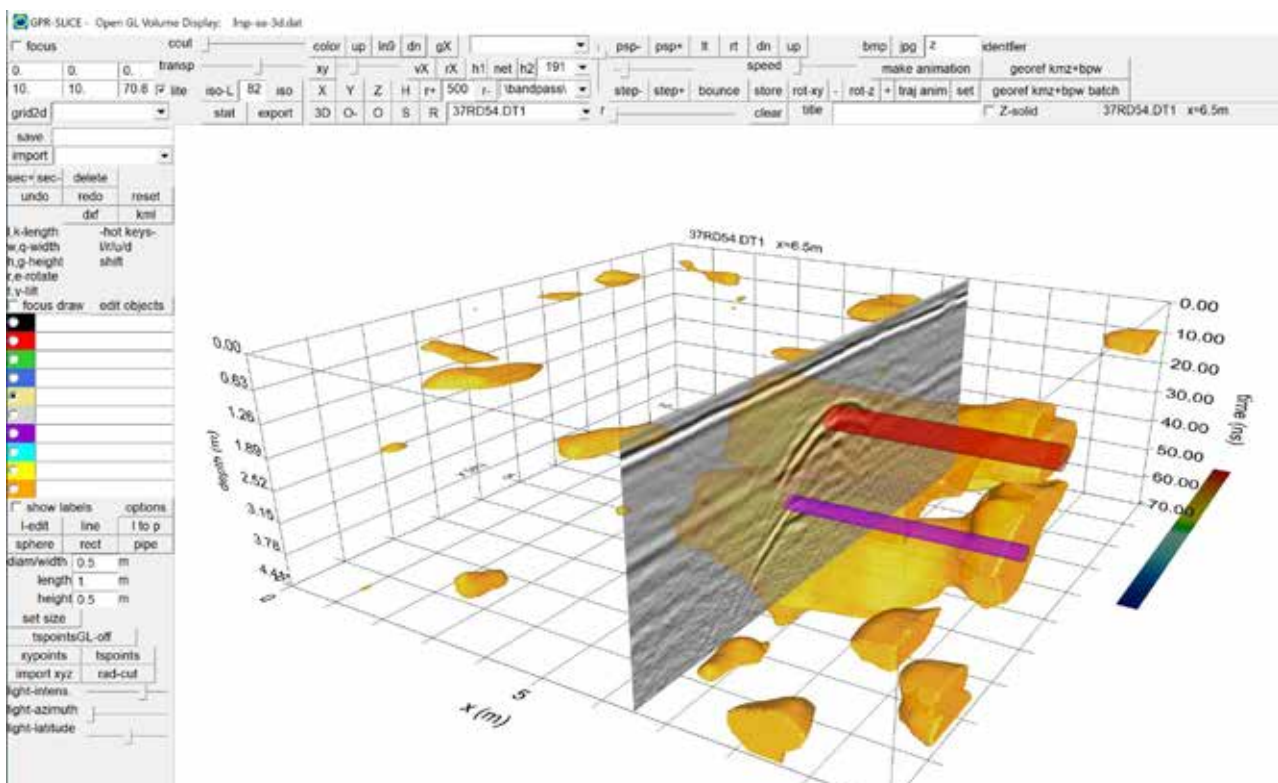 GPR-SLICE - Open GL Volume Display: lnsp-sa-3d.dat
focus ccut color up ln9 dn gX psp- psp+ lt rt dn up bmp jpg z identifier
0. 0. 0. transp xy vX rX h1 net h2 191 speed make animation georef kmz+bpw
10. 10. 70.8 lite iso-L 82 iso X Y Z H r+ 500 r- \bandpass\ step- step+ bounce store rot-xy - rot-z + traj anim set georef kmz+bpw batch
grid2d stat export 3D O- O S R 37RD54.DT1 r clear title Z-solid 37RD54.DT1 x=6.5m
save
import
sec+ sec- delete
undo redo reset
dxf kml
l,k-length -hot keys-
w,q-width l/r/u/d
h,g-height shift
r,e-rotate
focus draw edit objects
37RD54.DT1 x=6.5m
0.00
0.63
1.26
1.89
2.52
3.15
3.78
depth (m)
0
5
x (m)
0.00
10.00
20.00
30.00
40.00
50.00
60.00
70.00
time (ns)
show labels options
l-edit line l to p
sphere rect pipe
diam/width 0.5 m
length 1 m
height 0.5 m
set size
tspointsGL-off
xypoints tspoints
import xyz rad-cut
light-intens.
light-azimuth
light-latitude